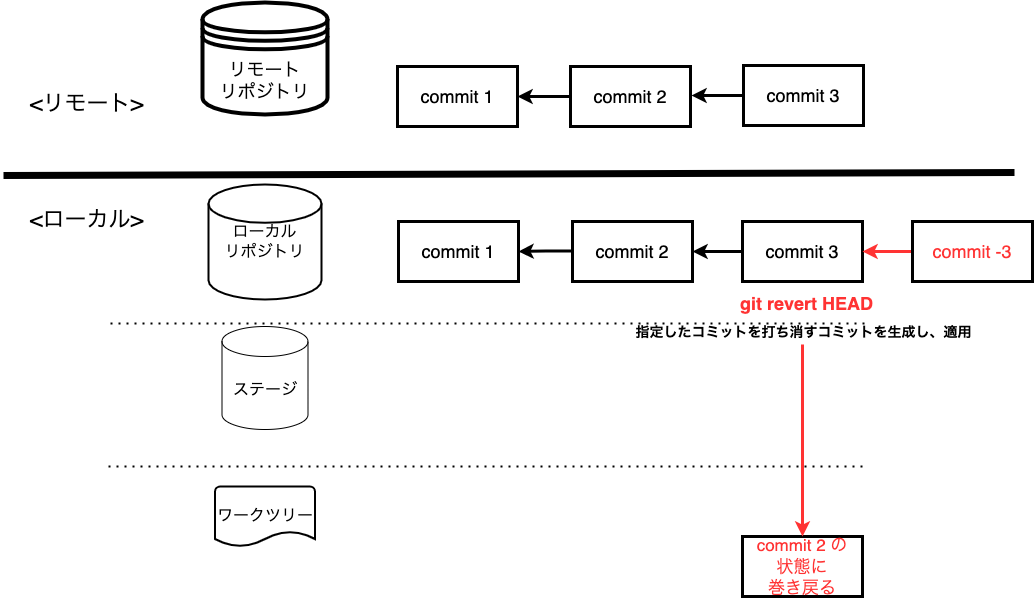 リモート
リポジトリ
<リモート>
commit 1
commit 2
commit 3
<ローカル>
ローカル
リポジトリ
commit 1
commit 2
commit 3
commit -3
git revert HEAD
指定したコミットを打ち消すコミットを生成し、適用
ステージ
ワークツリー
commit 2 の
状態に
巻き戻る